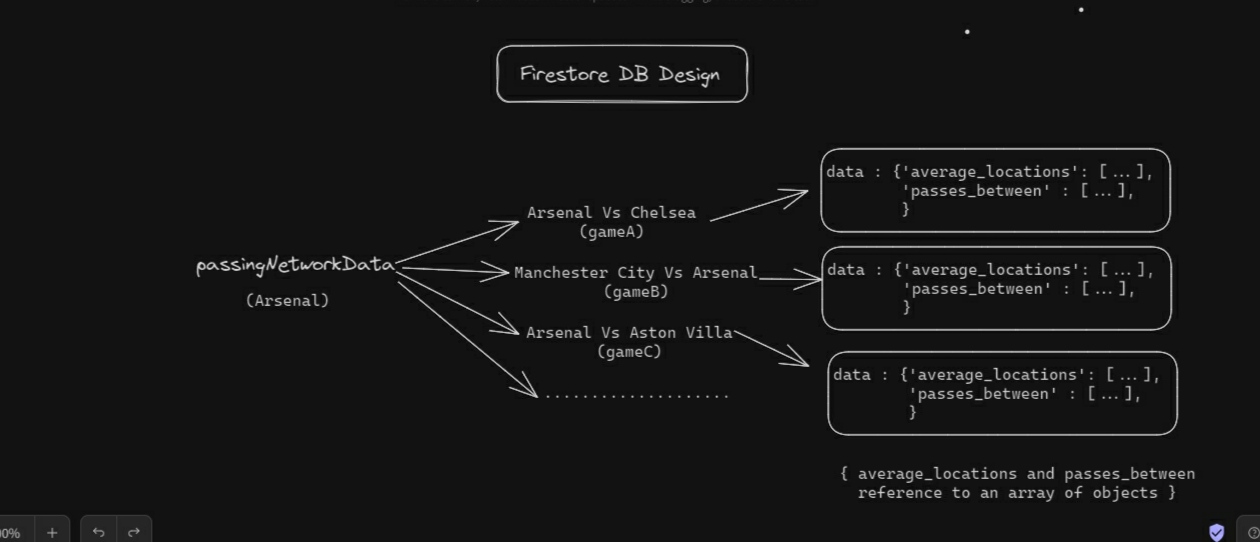 Firestore DB Design
data : {'average_locations': [...],
'passes_between' : [...],
}
Arsenal Vs Chelsea
(gameA)
passingNetworkData
(Arsenal)
Manchester City Vs Arsenal
(gameB)
data : {'average_locations': [...],
'passes_between' : [...],
}
Arsenal Vs Aston Villa
(gameC)
.....................
data : {'average_locations': [...],
'passes_between' : [...],
}
{ average_locations and passes_between
reference to an array of objects }